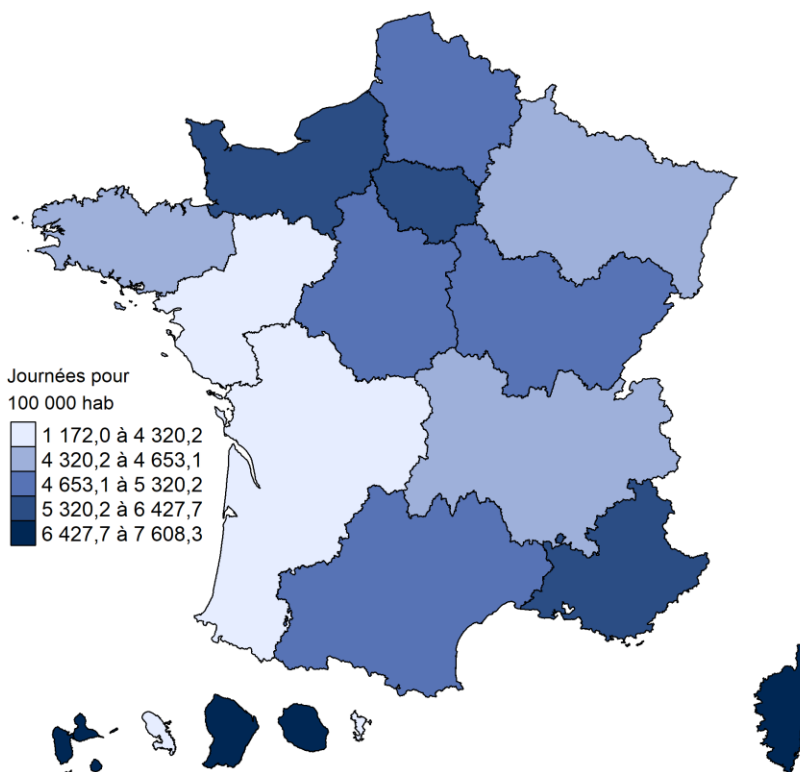 Journées pour
100 000 hab
1 172,0 à 4 320,2
4 320,2 à 4 653,1
4 653,1 à 5 320,2
5 320,2 à 6 427,7
6 427,7 à 7 608,3